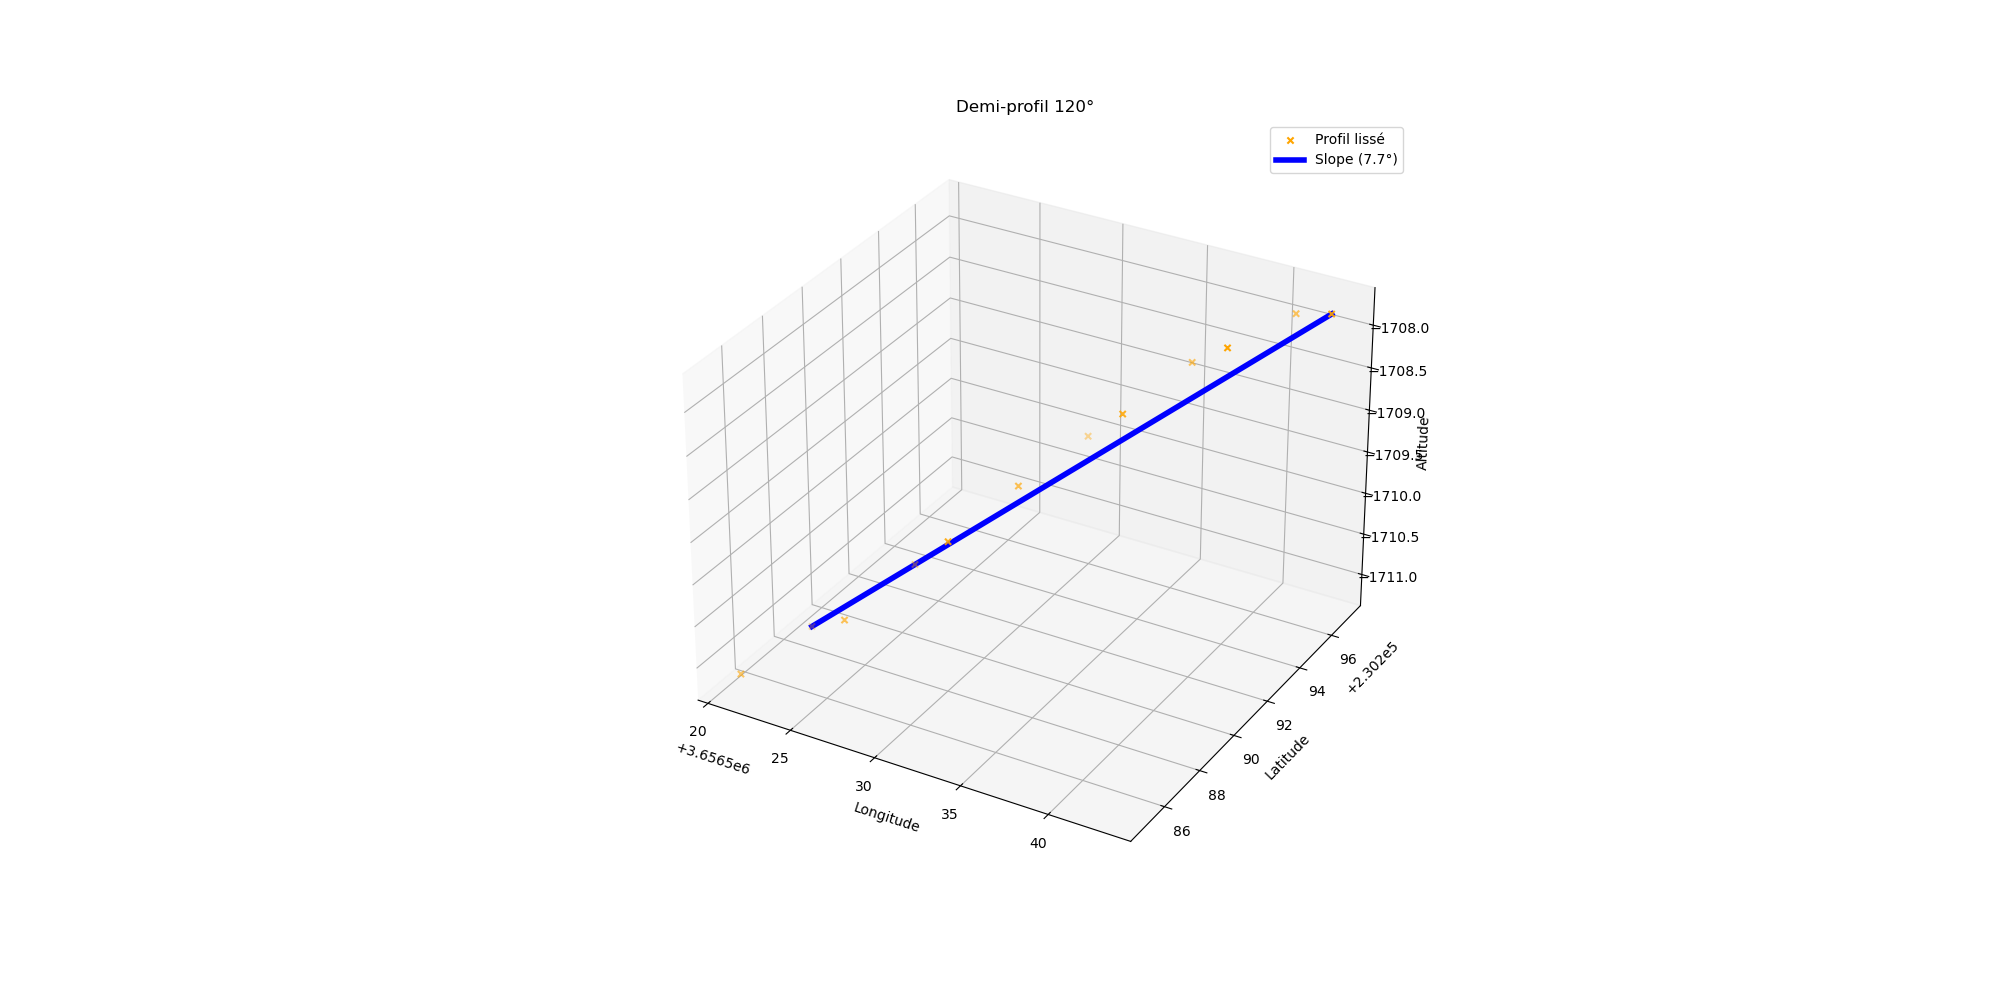 Demi-profil 120°
Profil lissé
Slope (7.7°)
−1708.0
−1708.5
−1709.0
−1709.5
−1710.0
−1710.5
−1711.0
Altitude
96
94
92
90
88
86
+2.302e5
Latitude
20
25
30
35
40
+3.6565e6
Longitude